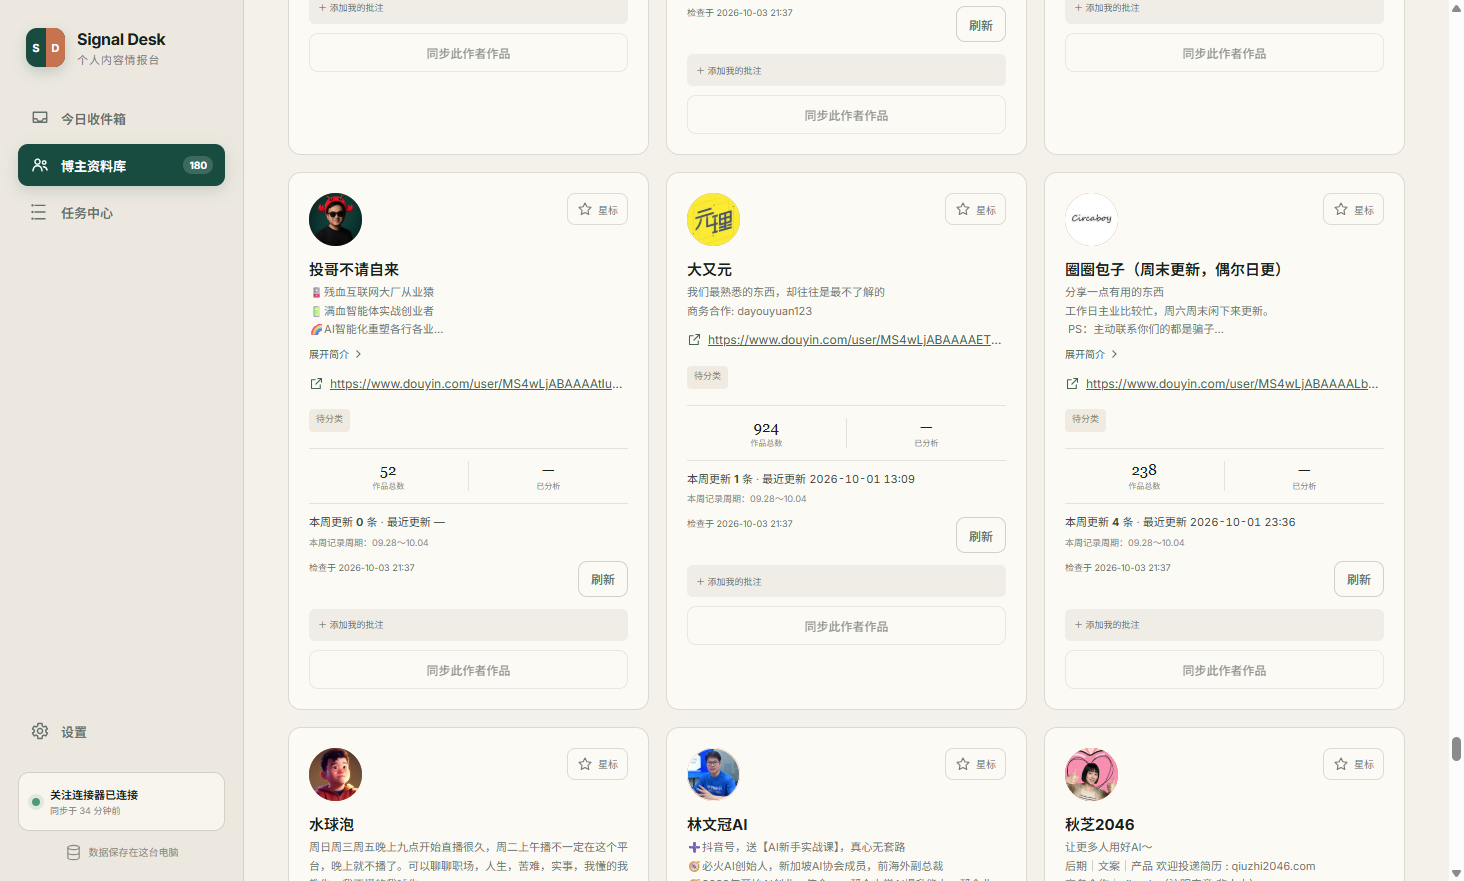 S D
Signal Desk
个人内容情报台
今日收件箱
博主资料库 180
任务中心
设置
关注连接器已连接
同步于 34 分钟前
数据保存在这台电脑
+ 添加我的批注
同步此作者作品
检查于 2026-10-03 21:37
刷新
+ 添加我的批注
同步此作者作品
+ 添加我的批注
同步此作者作品
星标
投哥不请自来
残血互联网大厂从业猿
满血智能体实战创业者
🌈AI智能化重塑各行各业...
展开简介 >
https://www.douyin.com/user/MS4wLjABAAAAtlu...
待分类
52
作品总数
—
已分析
本周更新 0 条 · 最近更新 —
本周记录周期：09.28～10.04
检查于 2026-10-03 21:37
刷新
+ 添加我的批注
同步此作者作品
元理
星标
大又元
我们最熟悉的东西，却往往是最不了解的
商务合作: dayouyuan123
https://www.douyin.com/user/MS4wLjABAAAAET...
待分类
924
作品总数
—
已分析
本周更新 1 条 · 最近更新 2026-10-01 13:09
本周记录周期：09.28～10.04
检查于 2026-10-03 21:37
刷新
+ 添加我的批注
同步此作者作品
Circaboy
星标
圈圈包子（周末更新，偶尔日更）
分享一点有用的东西
工作日主业比较忙，周六周末闲下来更新。
PS：主动联系你们的都是骗子...
展开简介 >
https://www.douyin.com/user/MS4wLjABAAAALb...
待分类
238
作品总数
—
已分析
本周更新 4 条 · 最近更新 2026-10-01 23:36
本周记录周期：09.28～10.04
检查于 2026-10-03 21:37
刷新
+ 添加我的批注
同步此作者作品
星标
水球泡
周日周三周五晚上九点开始直播很久，周二上午播不一定在这个平
台，晚上就不播了。可以聊聊职场，人生，苦难，实事，我懂的我
星标
林文冠AI
➕抖音号，送【AI新手实战课】，真心无套路
🧭必火AI创始人，新加坡AI协会成员，前海外副总裁
星标
秋芝2046
让更多人用好AI～
后期｜文案｜产品 欢迎投递简历：qiuzhi2046.com